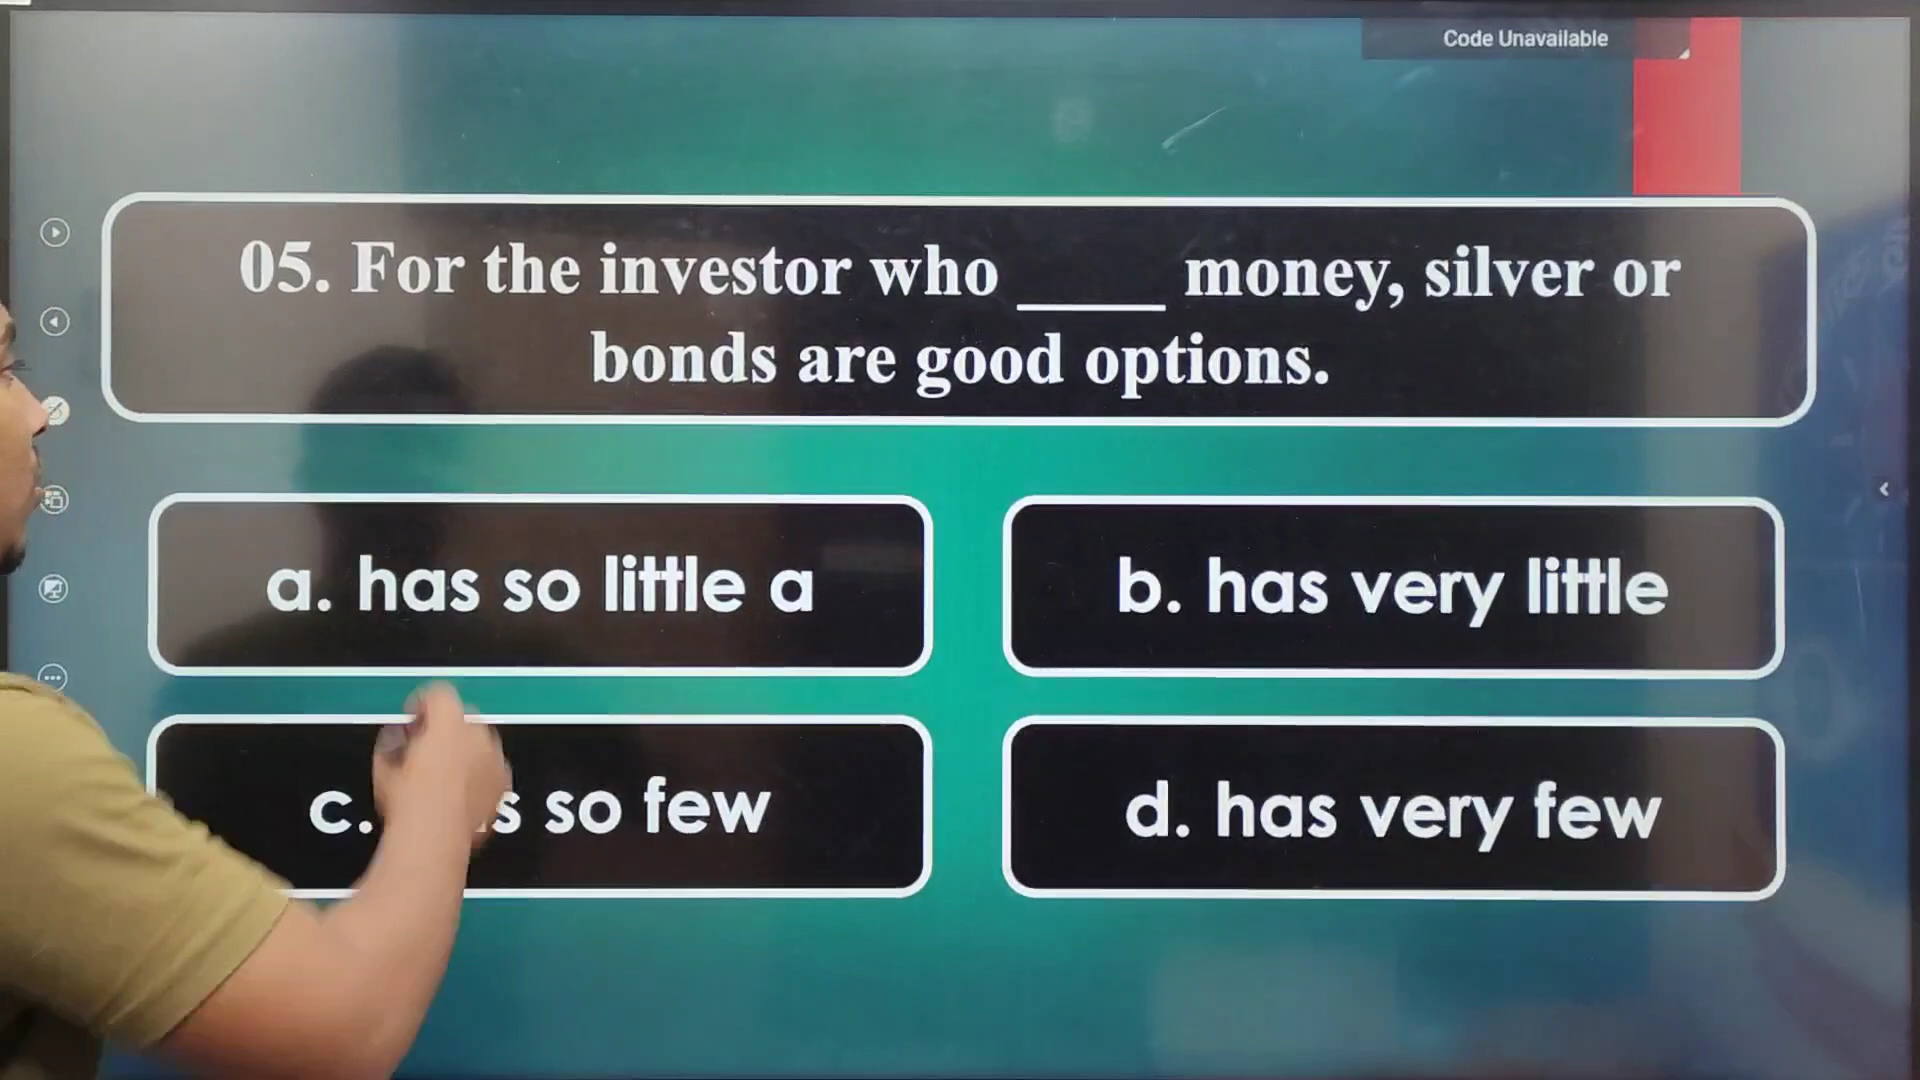 Code Unavailable
05. For the investor who _____ money, silver or
bonds are good options.
a. has so little a
b. has very little
c. s so few
d. has very few